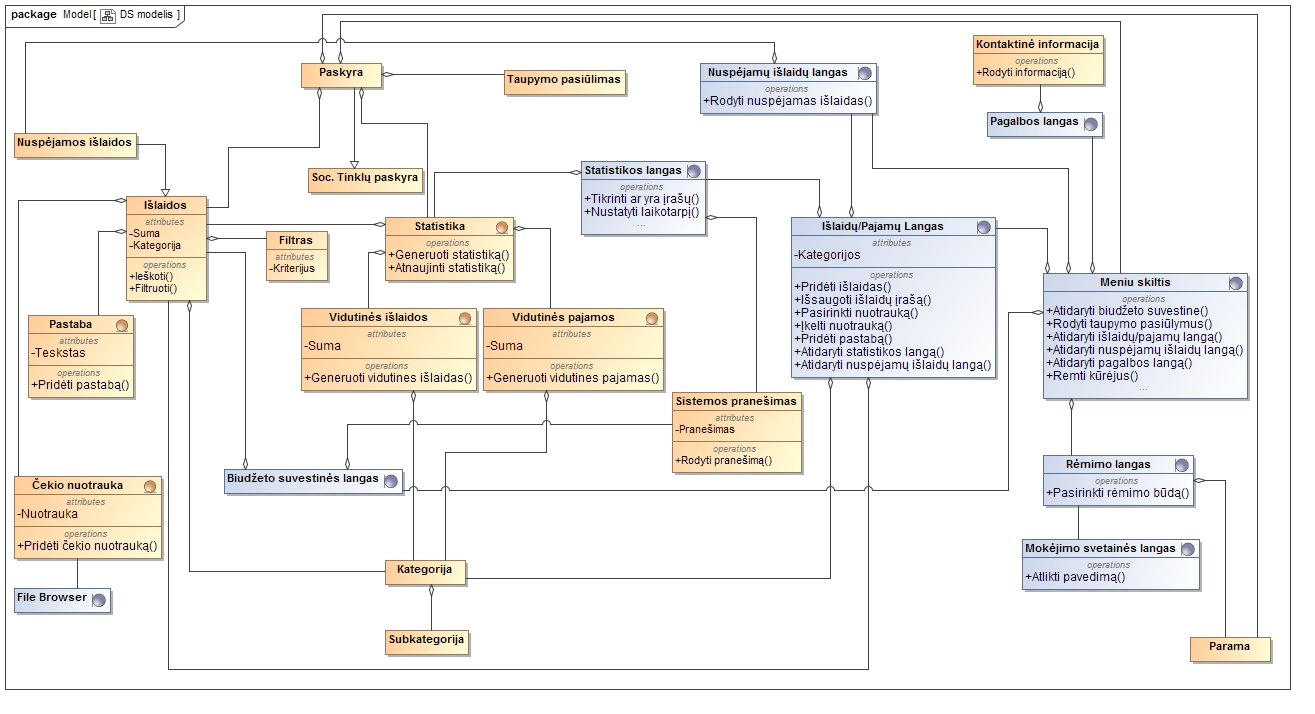 package Model [ DS modelis ]
Paskyra
Taupymo pasiūlimas
Nuspėjamų išlaidų langas
operations
+Rodyti nuspėjamas išlaidas()
Kontaktinė informacija
operations
+Rodyti informaciją()
Pagalbos langas
Nuspėjamos išlaidos
Soc. Tinklų paskyra
Statistikos langas
operations
+Tikrinti ar yra įrašų()
+Nustatyti laikotarpį()
...
Išlaidos
attributes
-Suma
-Kategorija
operations
+Ieškoti()
+Filtruoti()
Filtras
attributes
-Kriterijus
Statistika
operations
+Generuoti statistiką()
+Atnaujinti statistiką()
Išlaidų/Pajamų Langas
attributes
-Kategorijos
operations
+Pridėti išlaidas()
+Išsaugoti išlaidų įrašą()
+Pasirinkti nuotrauką()
+Įkelti nuotrauką()
+Pridėti pastabą()
+Atidaryti statistikos langą()
+Atidaryti nuspėjamų išlaidų langą()
Meniu skiltis
operations
+Atidaryti biudžeto suvestine()
+Rodyti taupymo pasiūlymus()
+Atidaryti išlaidų/pajamų langą()
+Atidaryti nuspėjamų išlaidų langą()
+Atidaryti pagalbos langą()
+Remti kūrėjus()
...
Pastaba
attributes
-Teskstas
operations
+Pridėti pastabą()
Vidutinės išlaidos
attributes
-Suma
operations
+Generuoti vidutines išlaidas()
Vidutinės pajamos
attributes
-Suma
operations
+Generuoti vidutines pajamas()
Sistemos pranešimas
attributes
-Pranešimas
operations
+Rodyti pranešimą()
Biudžeto suvestinės langas
Rėmimo langas
operations
+Pasirinkti rėmimo būdą()
Čekio nuotrauka
attributes
-Nuotrauka
operations
+Pridėti čekio nuotrauką()
Mokėjimo svetainės langas
operations
+Atlikti pavedimą()
File Browser
Kategorija
Subkategorija
Parama